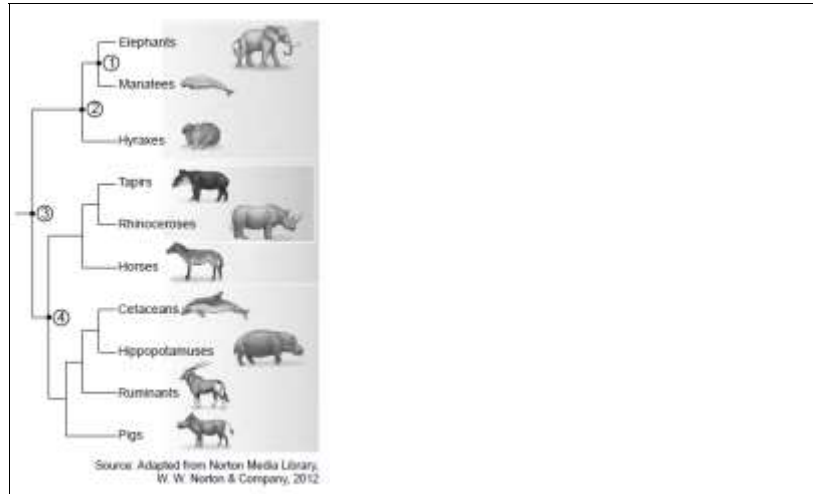 Elephants
①
Manatees
②
Hyraxes
Tapirs
③
Rhinoceroses
Horses
Cetaceans
④
Hippopotamuses
Ruminants
Pigs
Source: Adapted from Norton Media Library,
W. W. Norton & Company, 2012